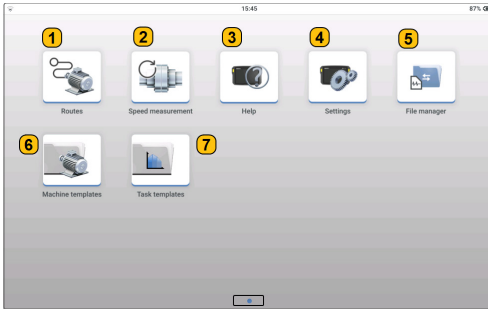 15:45
87%
1
2
3
4
5
Routes
Speed measurement
Help
Settings
File manager
6
7
Machine templates
Task templates